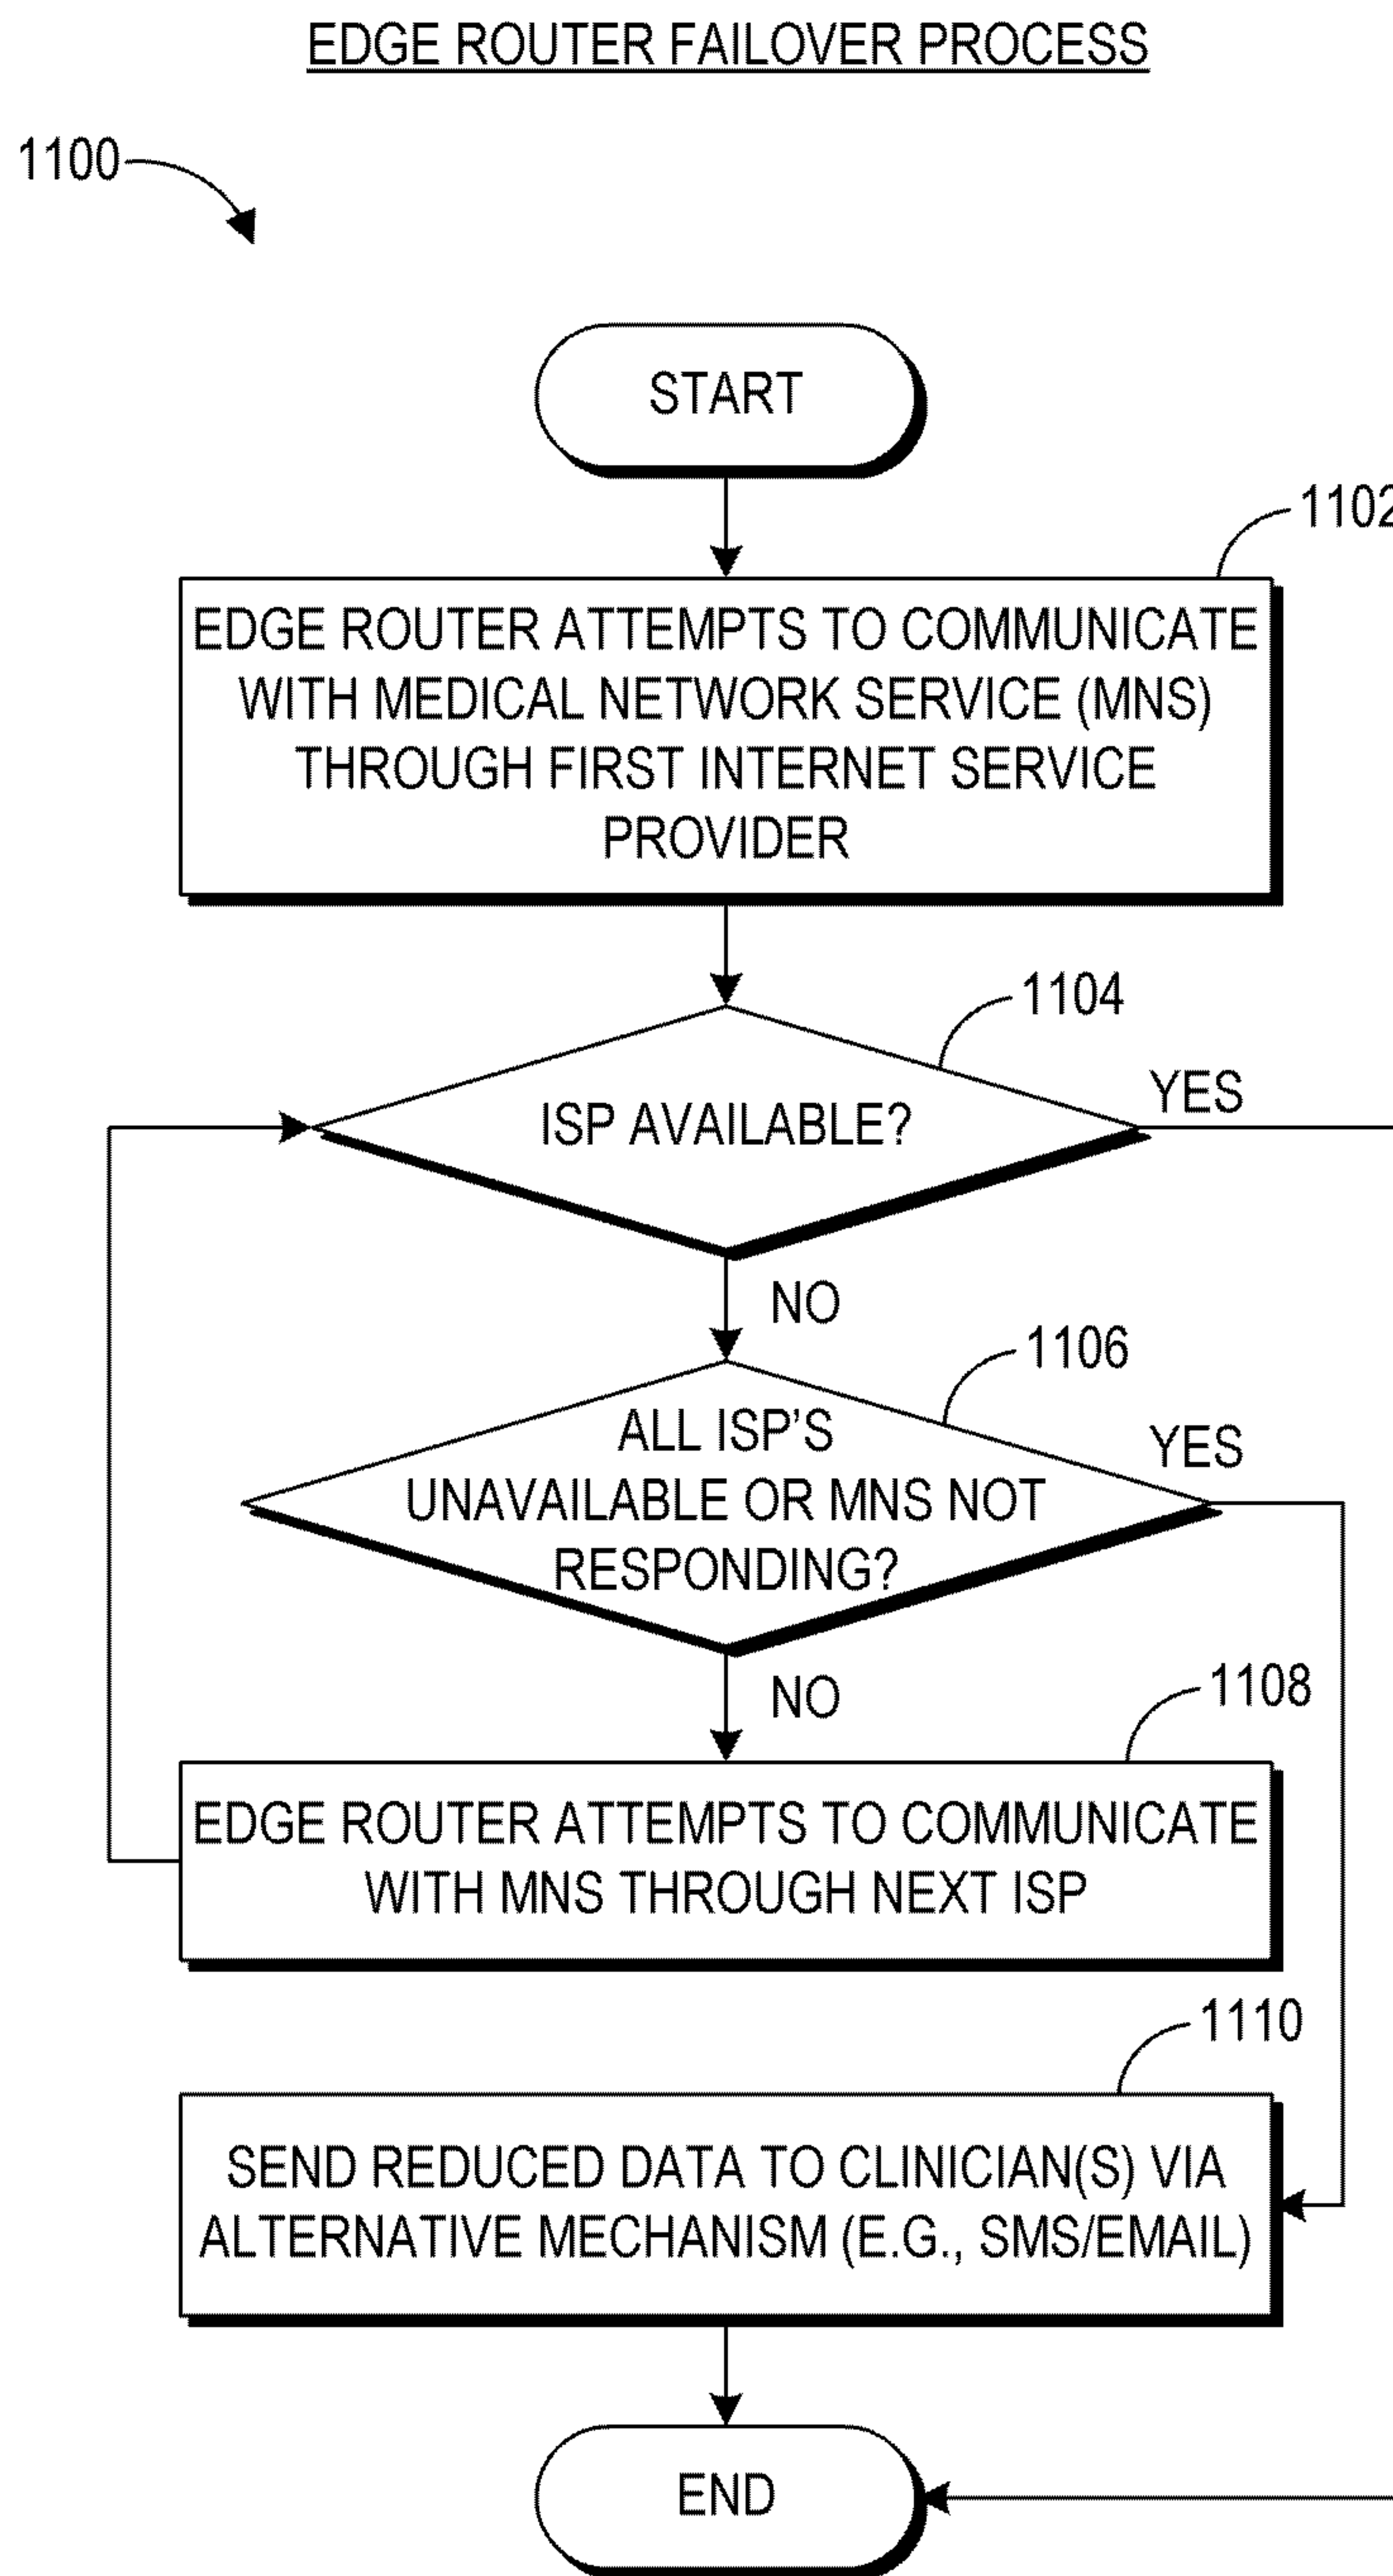 EDGE ROUTER FAILOVER PROCESS
1100
START
1102
EDGE ROUTER ATTEMPTS TO COMMUNICATE
WITH MEDICAL NETWORK SERVICE (MNS)
THROUGH FIRST INTERNET SERVICE
PROVIDER
1104
ISP AVAILABLE?
YES
NO
1106
ALL ISP'S
UNAVAILABLE OR MNS NOT
RESPONDING?
YES
NO
1108
EDGE ROUTER ATTEMPTS TO COMMUNICATE
WITH MNS THROUGH NEXT ISP
1110
SEND REDUCED DATA TO CLINICIAN(S) VIA
ALTERNATIVE MECHANISM (E.G., SMS/EMAIL)
END